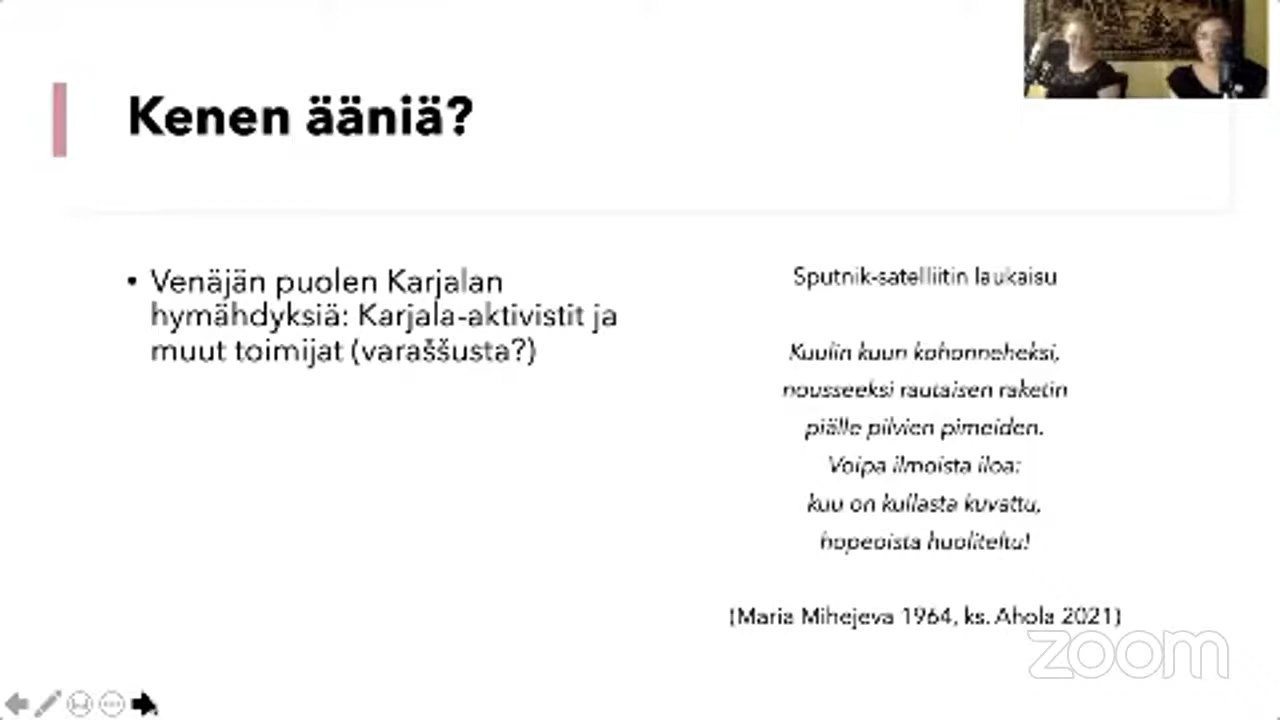 Kenen ääniä?
• Venäjän puolen Karjalan
hymähdyksiä: Karjala-aktivistit ja
muut toimijat (varaššusta?)
Sputnik-satelliitin laukaisu
Kuulin kuun kohonneheksi,
nousseeksi rautaisen raketin
piälle pilvien pimeiden.
Voipa ilmoista iloa:
kuu on kullasta kuvattu,
hopeoista huoliteltu!
(Maria Mihejeva 1964, ks. Ahola 2021)
zoom